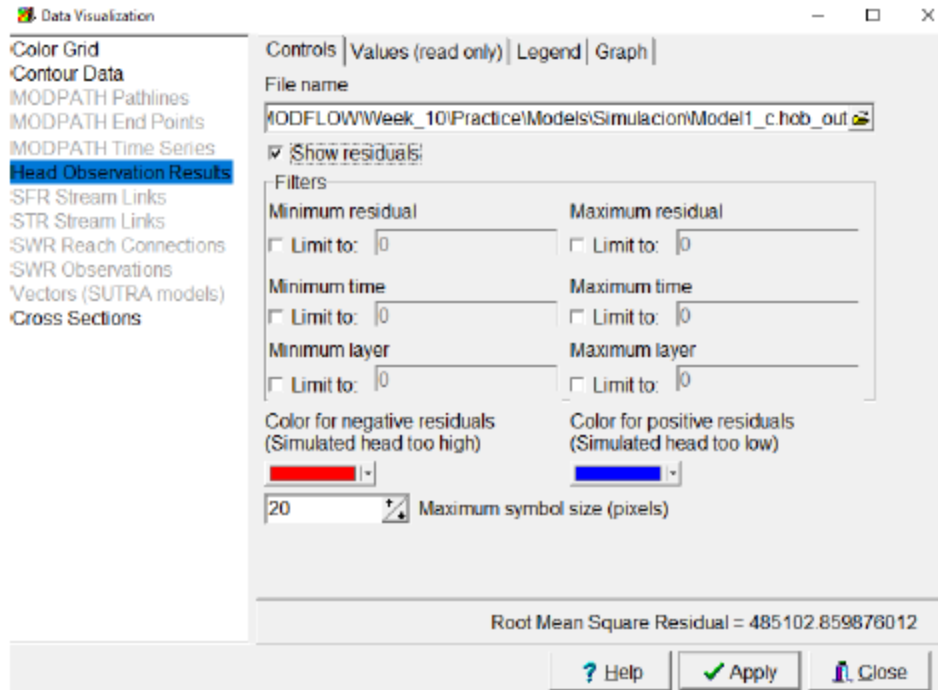 Data Visualization
Color Grid
Contour Data
MODPATH Pathlines
MODPATH End Points
MODPATH Time Series
Head Observation Results
SFR Stream Links
STR Stream Links
SWR Reach Connections
SWR Observations
Vectors (SUTRA models)
Cross Sections
Controls Values (read only) Legend Graph
File name
MODFLOW\Week_10\Practice\Models\Simulacion\Model1_c.hob_out
Show residuals
Filters
Minimum residual Maximum residual
Limit to: 0 Limit to: 0
Minimum time Maximum time
Limit to: 0 Limit to: 0
Minimum layer Maximum layer
Limit to: 0 Limit to: 0
Color for negative residuals Color for positive residuals
(Simulated head too high) (Simulated head too low)
20 Maximum symbol size (pixels)
Root Mean Square Residual = 485102.859876012
? Help Apply Close